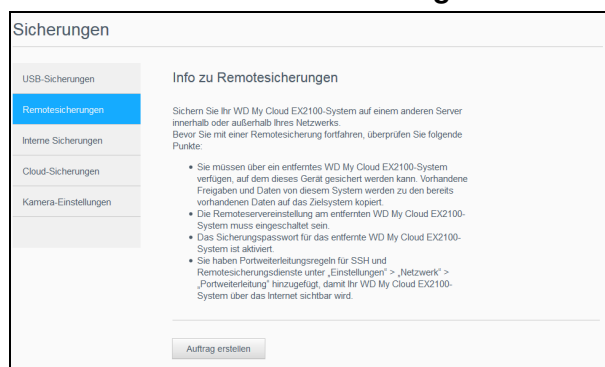 Sicherungen
USB-Sicherungen
Remotesicherungen
Interne Sicherungen
Cloud-Sicherungen
Kamera-Einstellungen
Info zu Remotesicherungen
Sichern Sie Ihr WD My Cloud EX2100-System auf einem anderen Server
innerhalb oder außerhalb Ihres Netzwerks.
Bevor Sie mit einer Remotesicherung fortfahren, überprüfen Sie folgende
Punkte:
• Sie müssen über ein entferntes WD My Cloud EX2100-System
verfügen, auf dem dieses Gerät gesichert werden kann. Vorhandene
Freigaben und Daten von diesem System werden zu den bereits
vorhandenen Daten auf das Zielsystem kopiert.
• Die Remoteservereinstellung am entfernten WD My Cloud EX2100-
System muss eingeschaltet sein.
• Das Sicherungspasswort für das entfernte WD My Cloud EX2100-
System ist aktiviert.
• Sie haben Portweiterleitungsregeln für SSH und
Remotesicherungsdienste unter „Einstellungen" > „Netzwerk" >
„Portweiterleitung" hinzugefügt, damit Ihr WD My Cloud EX2100-
System über das Internet sichtbar wird.
Auftrag erstellen